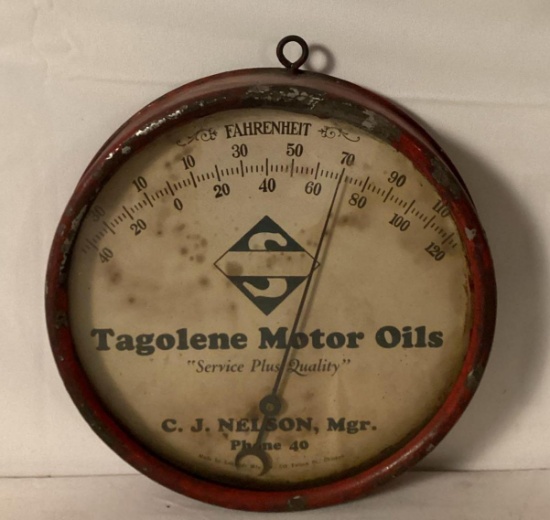 FAHRENHEIT
30 10 10 30 50 70 90 110
40 20 0 20 40 60 80 100 120
S
S
Tagolene Motor Oils
"Service Plus Quality"
C. J. NELSON, Mgr.
Phone 40